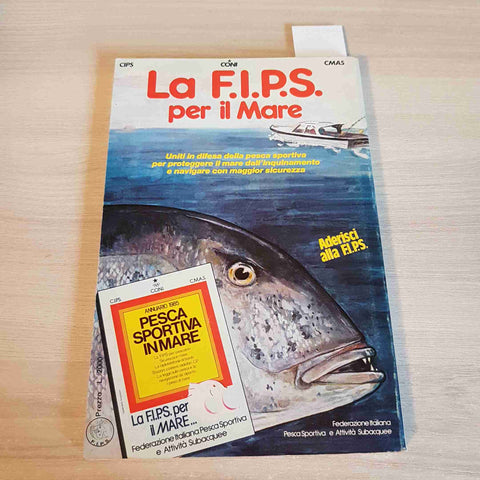 CIPS
CONI
CMAS
La F.I.P.S.
per il Mare
Uniti in difesa della pesca sportiva
per proteggere il mare dall'inquinamento
e navigare con maggior sicurezza
Aderisci
alla F.I.P.S.
CIPS
CONI
C.M.A.S.
ANNUARIO 1985
PESCA
SPORTIVA
IN MARE
La F.I.P.S. per
il MARE...
Federazione Italiana Pesca Sportiva
e Attività Subacquee
Prezzo L. 2000
Federazione Italiana
Pesca Sportiva e Attività Subacquee